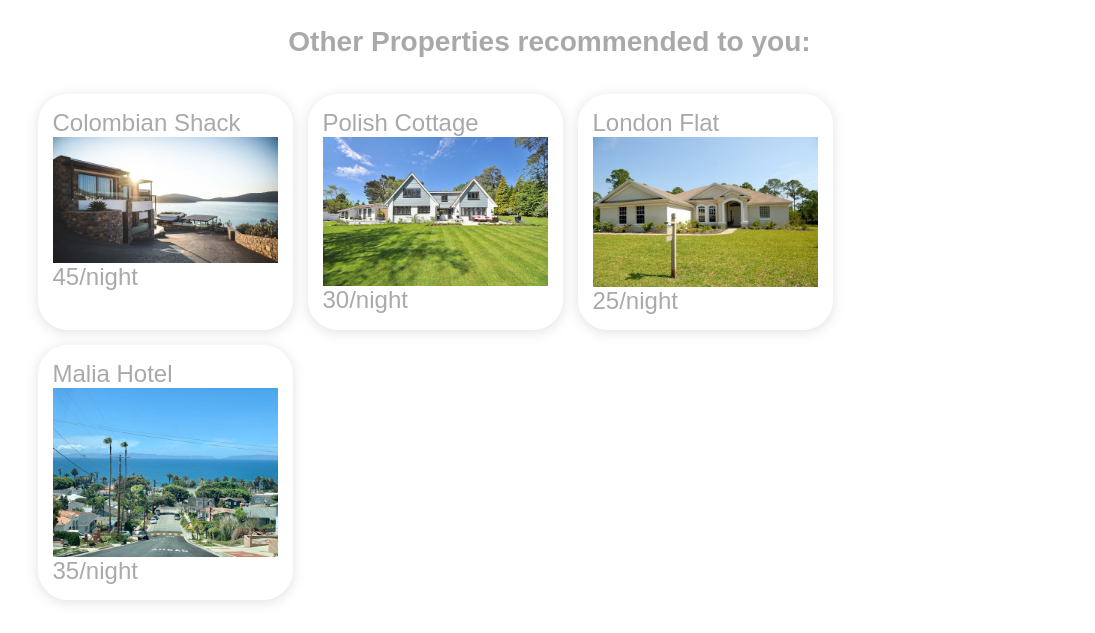 Other Properties recommended to you:
Colombian Shack
45/night
Polish Cottage
30/night
London Flat
25/night
Malia Hotel
35/night